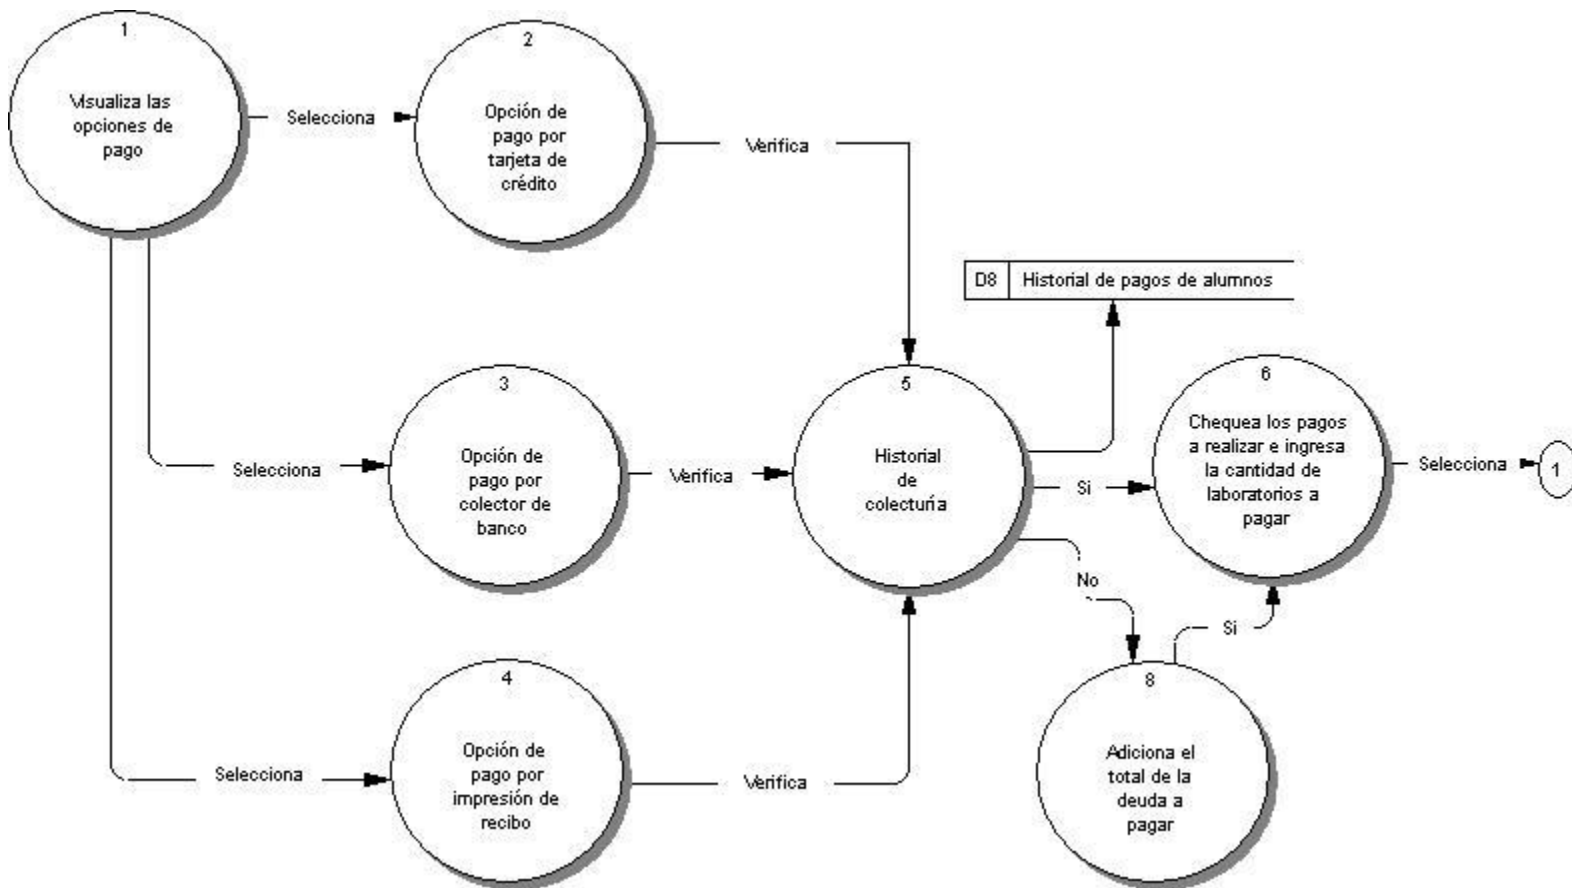 1
Visualiza las
opciones de
pago
Selecciona
2
Opción de
pago por
tarjeta de
crédito
Verifica
D8 Historial de pagos de alumnos
Selecciona
3
Opción de
pago por
colector de
banco
Verifica
5
Historial
de
colecturía
Si
6
Chequea los pagos
a realizar e ingresa
la cantidad de
laboratorios a
pagar
Selecciona
1
No
Si
Selecciona
4
Opción de
pago por
impresión de
recibo
Verifica
8
Adiciona el
total de la
deuda a
pagar